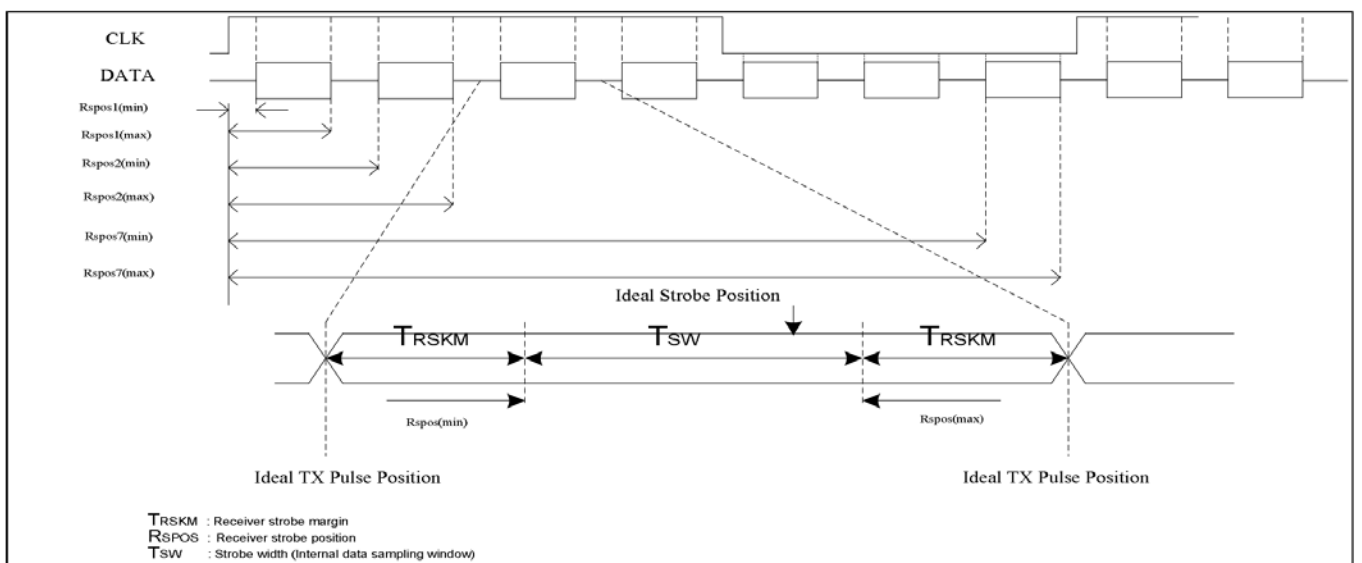 CLK
DATA
Rspos1(min)
Rspos1(max)
Rspos2(min)
Rspos2(max)
Rspos7(min)
Rspos7(max)
Ideal Strobe Position
TRSKM TSW TRSKM
Rspos(min) Rspos(max)
Ideal TX Pulse Position Ideal TX Pulse Position
TRSKM : Receiver strobe margin
RSPOS : Receiver strobe position
TSW : Strobe width (Internal data sampling window)